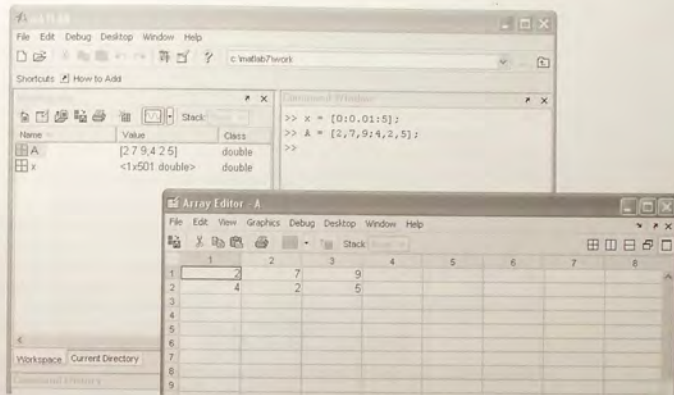 File Edit Debug Desktop Window Help
? c:\matlab7\work
Shortcuts How to Add
Stack:
Name Value Class
A [2 7 9;4 2 5] double
x <1x501 double>  double
Workspace Current Directory
Command History
Command Window
>> x = [0:0.01:5];
>> A = [2,7,9;4,2,5];
>>
Array Editor - A
File Edit View Graphics Debug Desktop Window Help
Stack:
1 2 3 4 5 6 7 8
1 2 7 9
2 4 2 5
3
4
5
6
7
8
9